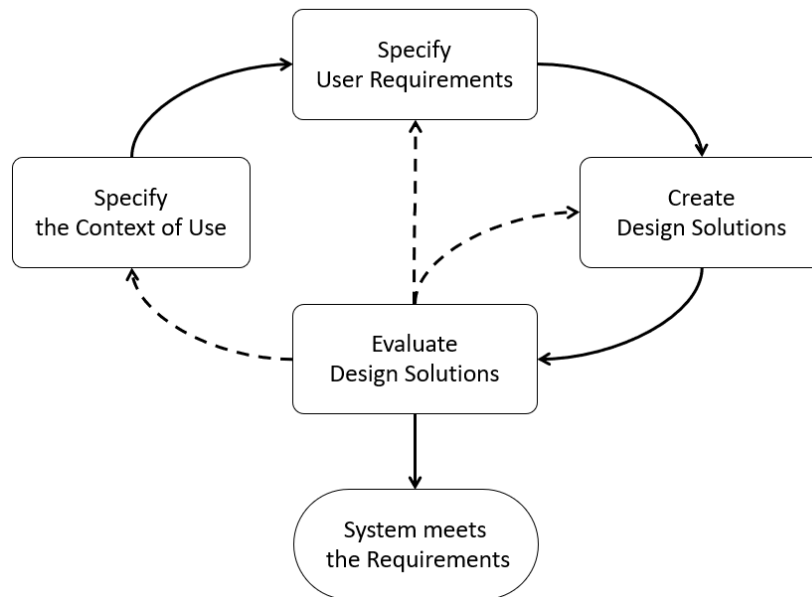 Specify
User Requirements
Specify
the Context of Use
Create
Design Solutions
Evaluate
Design Solutions
System meets
the Requirements